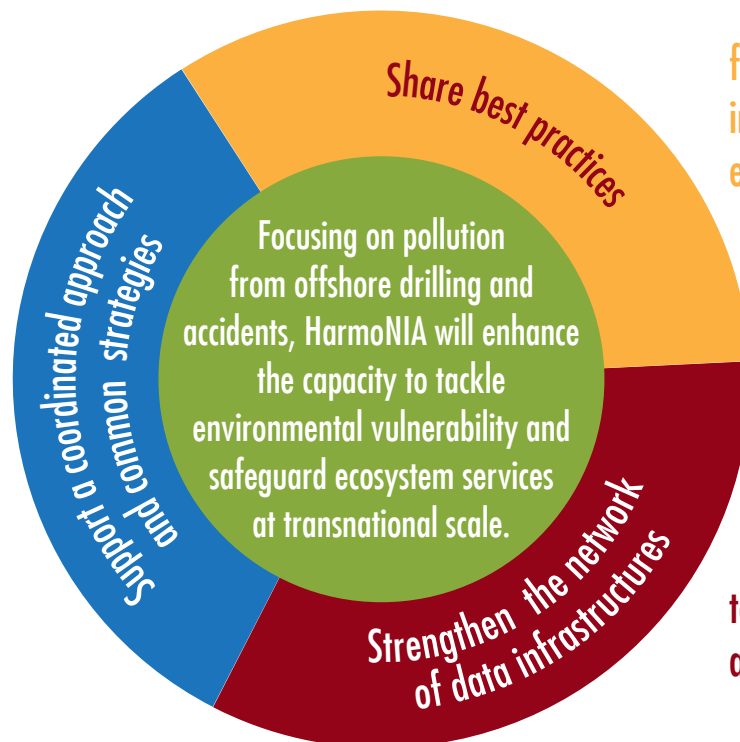 Share best practices
Focusing on pollution
from offshore drilling and
accidents, HarmoNIA will enhance
the capacity to tackle
environmental vulnerability and
safeguard ecosystem services
at transnational scale.
Support a coordinated approach
and common strategies
Strengthen the network
of data infrastructures